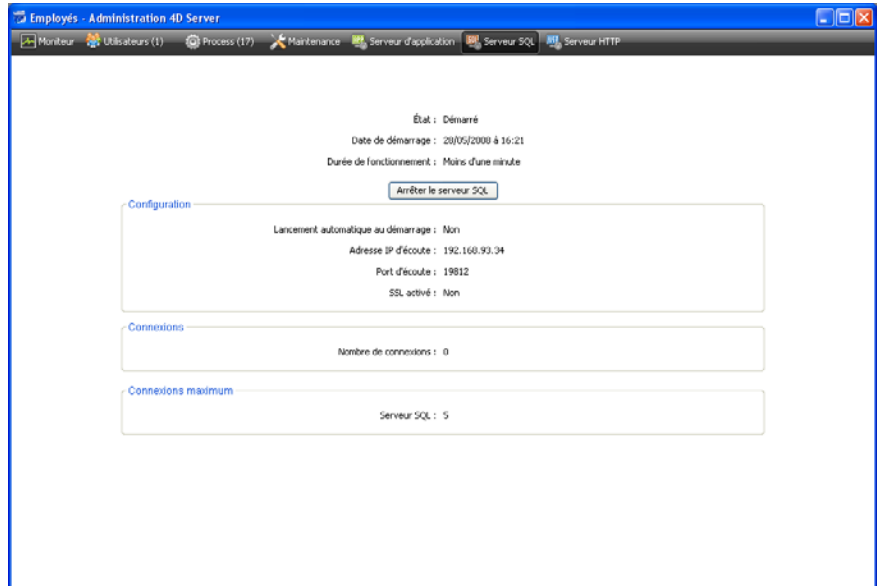 Employés - Administration 4D Server
Moniteur Utilisateurs (1) Process (17) Maintenance Serveur d'application Serveur SQL Serveur HTTP
État : Démarré
Date de démarrage : 28/05/2008 à 16:21
Durée de fonctionnement : Moins d'une minute
Arrêter le serveur SQL
Configuration
Lancement automatique au démarrage : Non
Adresse IP d'écoute : 192.168.93.34
Port d'écoute : 19812
SSL activé : Non
Connexions
Nombre de connexions : 0
Connexions maximum
Serveur SQL : 5